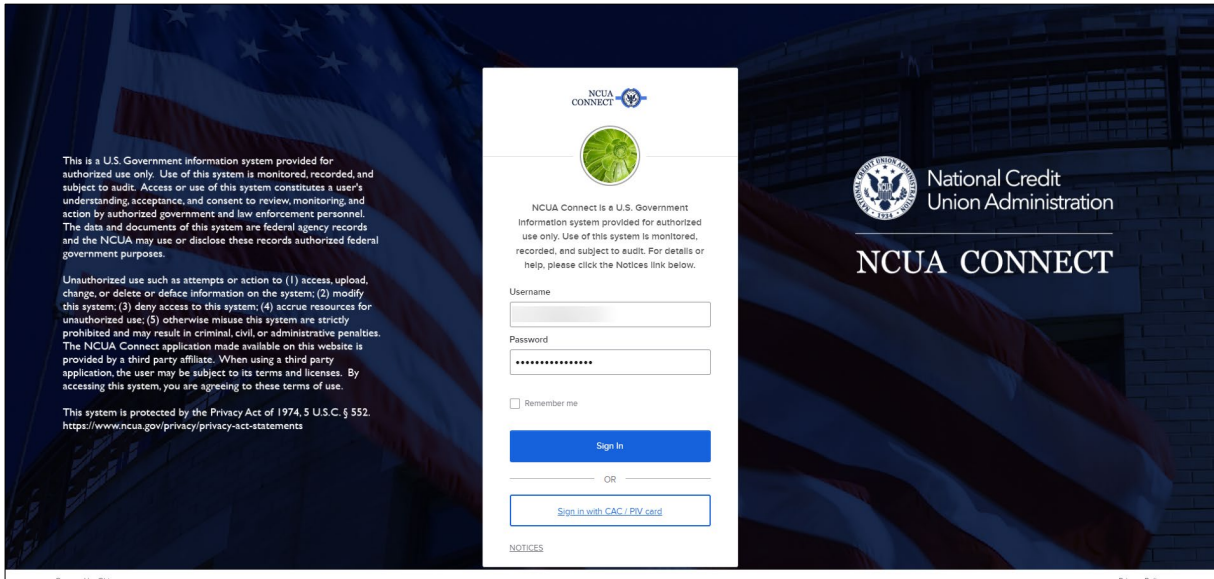 This is a U.S. Government information system provided for
authorized use only. Use of this system is monitored, recorded, and
subject to audit. Access or use of this system constitutes a user's
understanding, acceptance, and consent to review, monitoring, and
action by authorized government and law enforcement personnel.
The data and documents of this system are federal agency records
and the NCUA may use or disclose these records authorized federal
government purposes.
Unauthorized use such as attempts or action to (1) access, upload,
change, or delete or deface information on the system; (2) modify
this system; (3) deny access to this system; (4) accrue resources for
unauthorized use; (5) otherwise misuse this system are strictly
prohibited and may result in criminal, civil, or administrative penalties.
The NCUA Connect application made available on this website is
provided by a third party affiliate. When using a third party
application, the user may be subject to its terms and licenses. By
accessing this system, you are agreeing to these terms of use.
This system is protected by the Privacy Act of 1974, 5 U.S.C. § 552.
https://www.ncua.gov/privacy/privacy-act-statements
NCUA
CONNECT
NCUA Connect is a U.S. Government
Information system provided for authorized
use only. Use of this system is monitored,
recorded, and subject to audit. For details or
help, please click the Notices link below.
Username
Password
••••••••••••••••
Remember me
Sign In
OR
Sign in with CAC / PIV card
NOTICES
NATIONAL CREDIT UNION ADMINISTRATION
NCUA
1934
National Credit
Union Administration
NCUA CONNECT